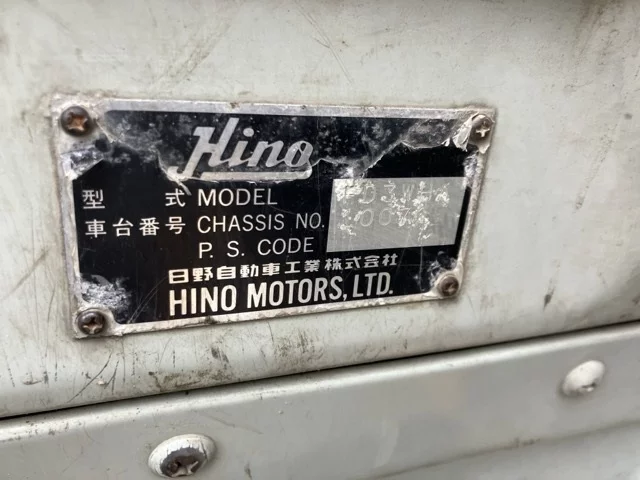 Hino
型 式 MODEL
車台番号 CHASSIS NO.
P. S. CODE
日野自動車工業株式会社
HINO MOTORS, LTD.